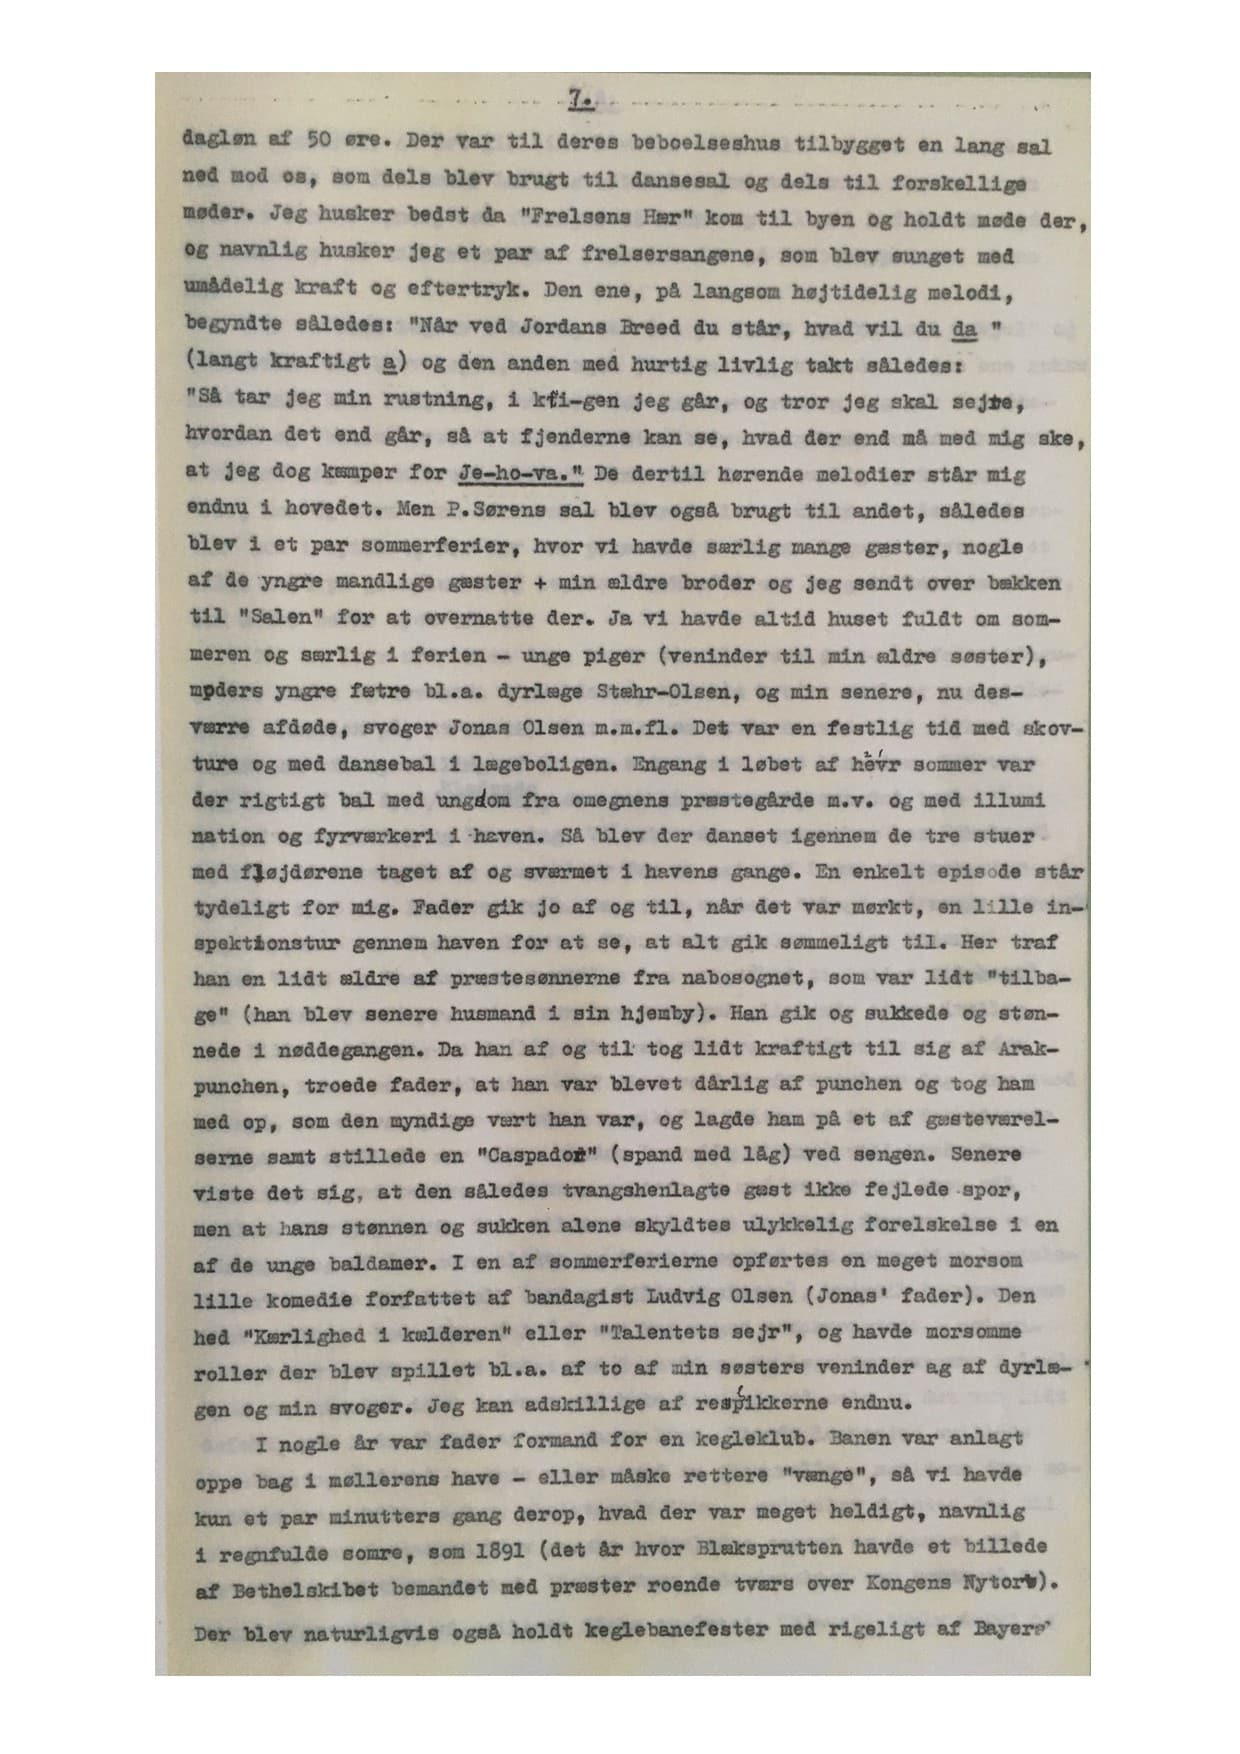 7.
dagløn af 50 øre. Der var til deres beboelseshus tilbygget en lang sal
ned mod os, som dels blev brugt til dansesal og dels til forskellige
møder. Jeg husker bedst da "Frelsens Hær" kom til byen og holdt møde der,
og navnlig husker jeg et par af frelsersangene, som blev sunget med
umådelig kraft og eftertryk. Den ene, på langsom højtidelig melodi,
begyndte således: "Når ved Jordans Breed du står, hvad vil du da "
(langt kraftigt a) og den anden med hurtig livlig takt således:
"Så tar jeg min rustning, i kri-gen jeg går, og tror jeg skal sejre,
hvordan det end går, så at fjenderne kan se, hvad der end må med mig ske,
at jeg dog kæmper for Je-ho-va." De dertil hørende melodier står mig
endnu i hovedet. Men P.Sørens sal blev også brugt til andet, således
blev i et par sommerferier, hvor vi havde særlig mange gæster, nogle
af de yngre mandlige gæster + min ældre broder og jeg sendt over bækken
til "Salen" for at overnatte der. Ja vi havde altid huset fuldt om som-
meren og særlig i ferien - unge piger (veninder til min ældre søster),
moders yngre fætre bl.a. dyrlæge Stæhr-Olsen, og min senere, nu des-
værre afdøde, svoger Jonas Olsen m.m.fl. Det var en festlig tid med skov-
ture og med dansebal i lægeboligen. Engang i løbet af hevr sommer var
der rigtigt bal med ungdom fra omegnens præstegårde m.v. og med illumi
nation og fyrværkeri i haven. Så blev der danset igennem de tre stuer
med fløjdørene taget af og sværmet i havens gange. En enkelt episode står
tydeligt for mig. Fader gik jo af og til, når det var mørkt, en lille in-
spektionstur gennem haven for at se, at alt gik sømmeligt til. Her traf
han en lidt ældre af præstesønnerne fra nabosognet, som var lidt "tilba-
ge" (han blev senere husmand i sin hjemby). Han gik og sukkede og støn-
nede i nøddegangen. Da han af og til tog lidt kraftigt til sig af Arak-
punchen, troede fader, at han var blevet dårlig af punchen og tog ham
med op, som den myndige vært han var, og lagde ham på et af gæsteværel-
serne samt stillede en "Caspador" (spand med låg) ved sengen. Senere
viste det sig, at den således tvangshenlagte gæst ikke fejlede spor,
men at hans stønnen og sukken alene skyldtes ulykkelig forelskelse i en
af de unge baldamer. I en af sommerferierne opførtes en meget morsom
lille komedie forfattet af bandagist Ludvig Olsen (Jonas' fader). Den
hed "Kærlighed i kælderen" eller "Talentets sejr", og havde morsomme
roller der blev spillet bl.a. af to af min søsters veninder ag af dyrlæ-
gen og min svoger. Jeg kan adskillige af respikkerne endnu.
I nogle år var fader formand for en kegleklub. Banen var anlagt
oppe bag i møllerens have - eller måske rettere "vænge", så vi havde
kun et par minutters gang derop, hvad der var meget heldigt, navnlig
i regnfulde somre, som 1891 (det år hvor Blæksprutten havde et billede
af Bethelskibet bemandet med præster roende tværs over Kongens Nytorv).
Der blev naturligvis også holdt keglebanefester med rigeligt af Bayers